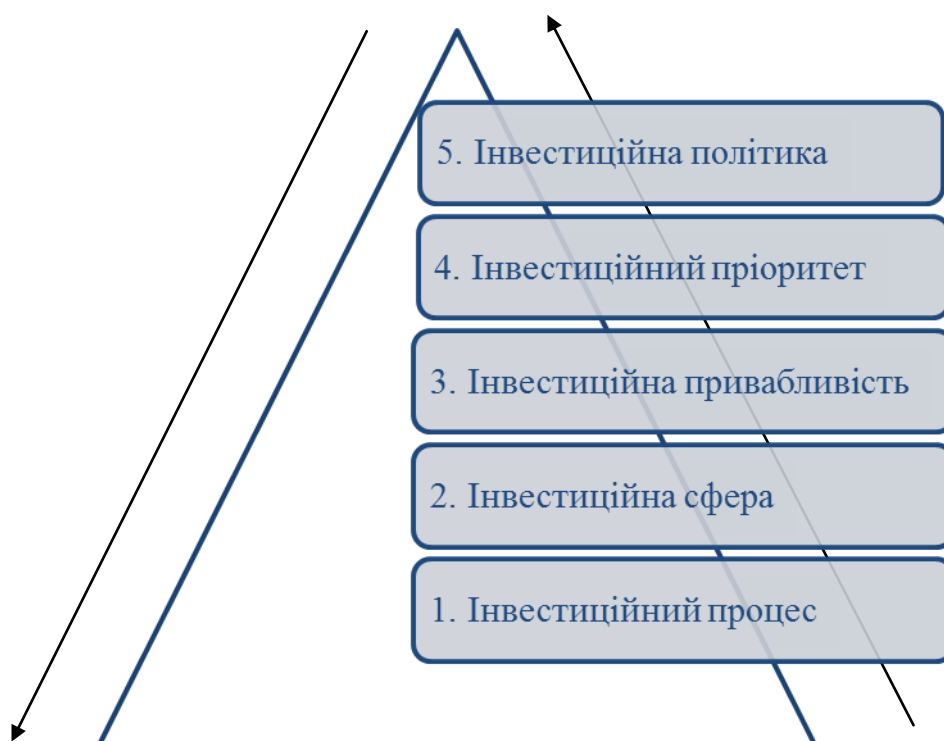 5. Інвестиційна політика
4. Інвестиційний пріоритет
3. Інвестиційна привабливість
2. Інвестиційна сфера
1. Інвестиційний процес